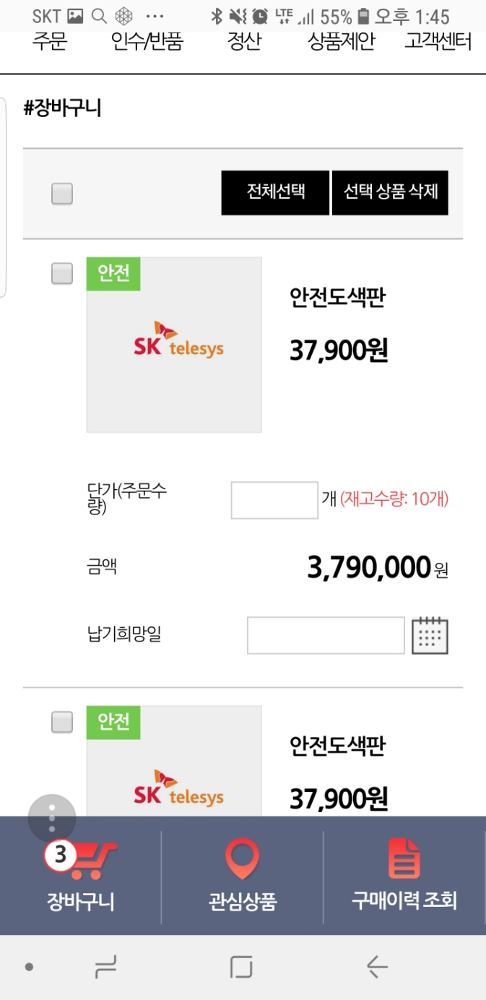 SKT ... LTE 55% 오후 1:45
주문 인수/반품 정산 상품제안 고객센터
#장바구니
전체선택 선택 상품 삭제
안전
SK telesys
안전도색판
37,900원
단가(주문수
량)
개 (재고수량: 10개)
금액 3,790,000 원
납기희망일
안전
SK telesys
안전도색판
37,900원
3
장바구니 관심상품 구매이력 조회